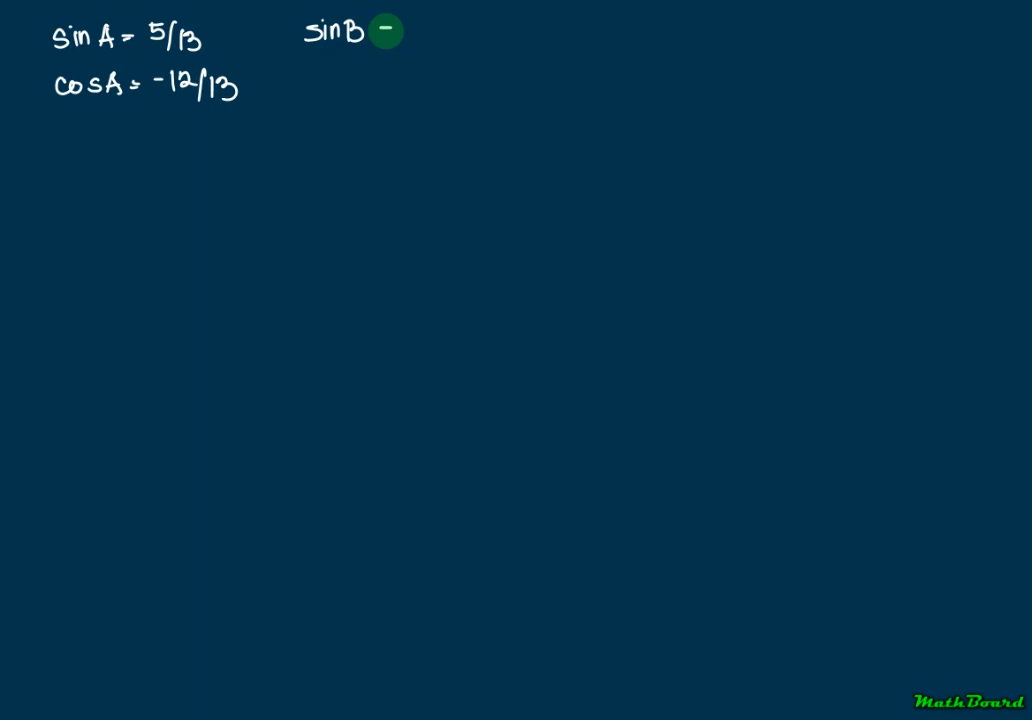 sin A = 5/13 sin B -
cos A = -12/13
MathBoard